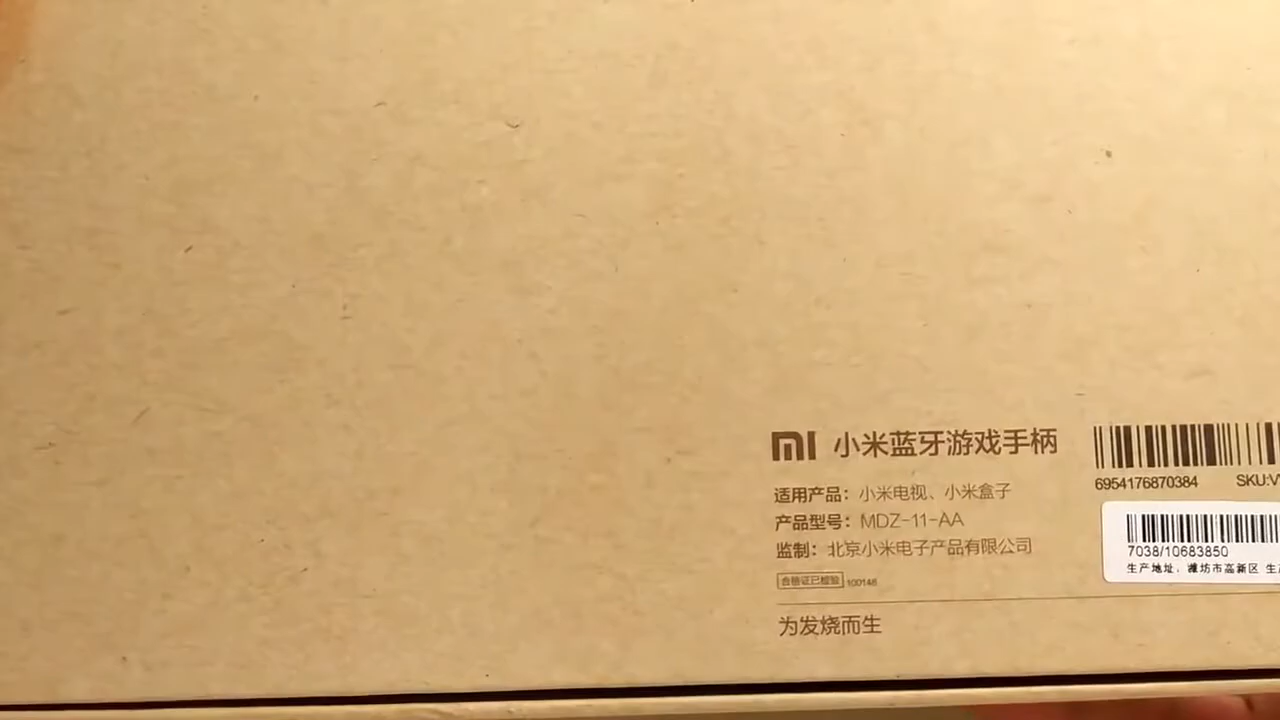 MI 小米蓝牙游戏手柄
适用产品：小米电视、小米盒子
产品型号：MDZ-11-AA
监制：北京小米电子产品有限公司
合格证已检验 100146
为发烧而生
6954176870384 SKU:
7038/10683850
生产地址：潍坊市高新区